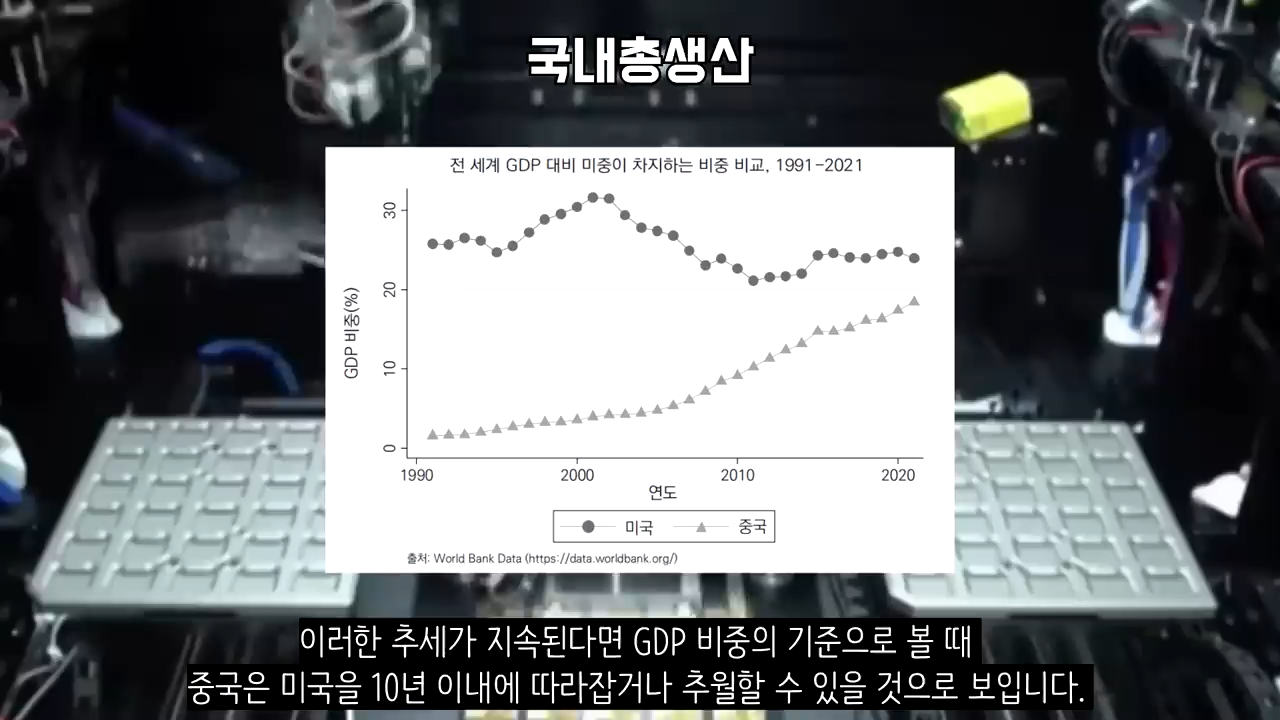 국내총생산
전 세계 GDP 대비 미중이 차지하는 비중 비교, 1991-2021
GDP 비중(%)
30
20
10
0
1990 2000 2010 2020
연도
미국 중국
출처: World Bank Data (https://data.worldbank.org/)
이러한 추세가 지속된다면 GDP 비중의 기준으로 볼 때
중국은 미국을 10년 이내에 따라잡거나 추월할 수 있을 것으로 보입니다.